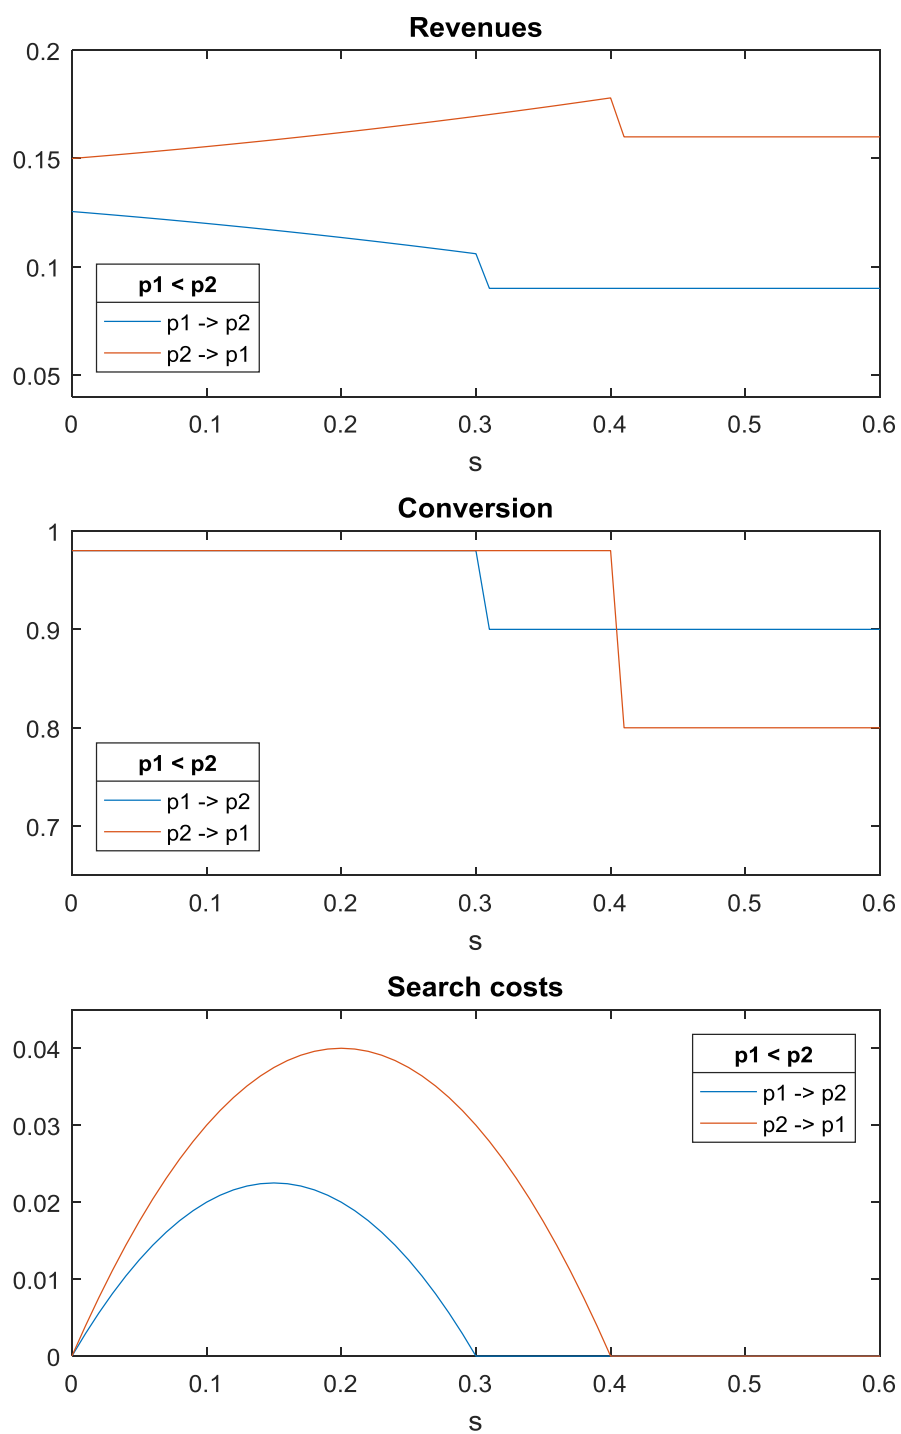 Revenues
0.2
0.15
0.1
0.05
p1 < p2
p1 -> p2
p2 -> p1
0 0.1 0.2 0.3 0.4 0.5 0.6
s
Conversion
1
0.9
0.8
0.7
p1 < p2
p1 -> p2
p2 -> p1
0 0.1 0.2 0.3 0.4 0.5 0.6
s
Search costs
0.04
0.03
0.02
0.01
0
p1 < p2
p1 -> p2
p2 -> p1
0 0.1 0.2 0.3 0.4 0.5 0.6
s